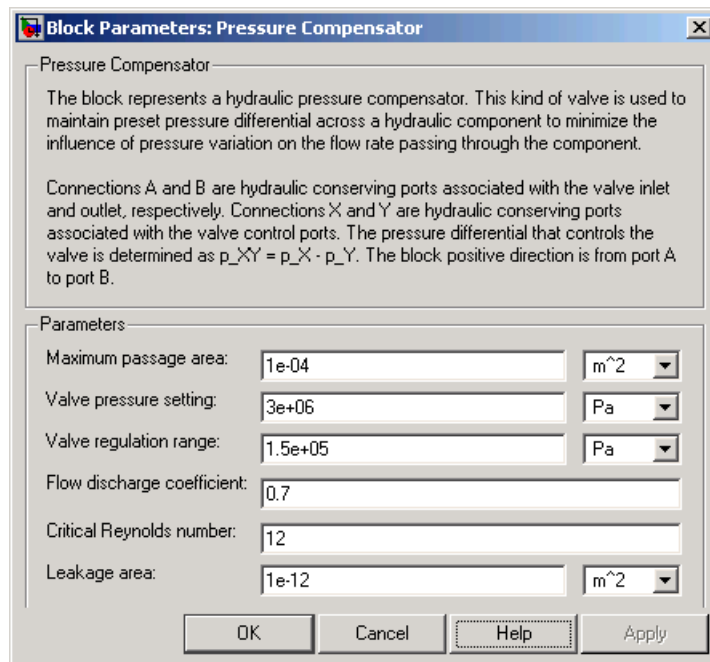 Block Parameters: Pressure Compensator
Pressure Compensator
The block represents a hydraulic pressure compensator. This kind of valve is used to
maintain preset pressure differential across a hydraulic component to minimize the
influence of pressure variation on the flow rate passing through the component.
Connections A and B are hydraulic conserving ports associated with the valve inlet
and outlet, respectively. Connections X and Y are hydraulic conserving ports
associated with the valve control ports. The pressure differential that controls the
valve is determined as p_XY = p_X - p_Y. The block positive direction is from port A
to port B.
Parameters
Maximum passage area: 1e-04 m^2
Valve pressure setting: 3e+06 Pa
Valve regulation range: 1.5e+05 Pa
Flow discharge coefficient: 0.7
Critical Reynolds number: 12
Leakage area: 1e-12 m^2
OK Cancel Help Apply